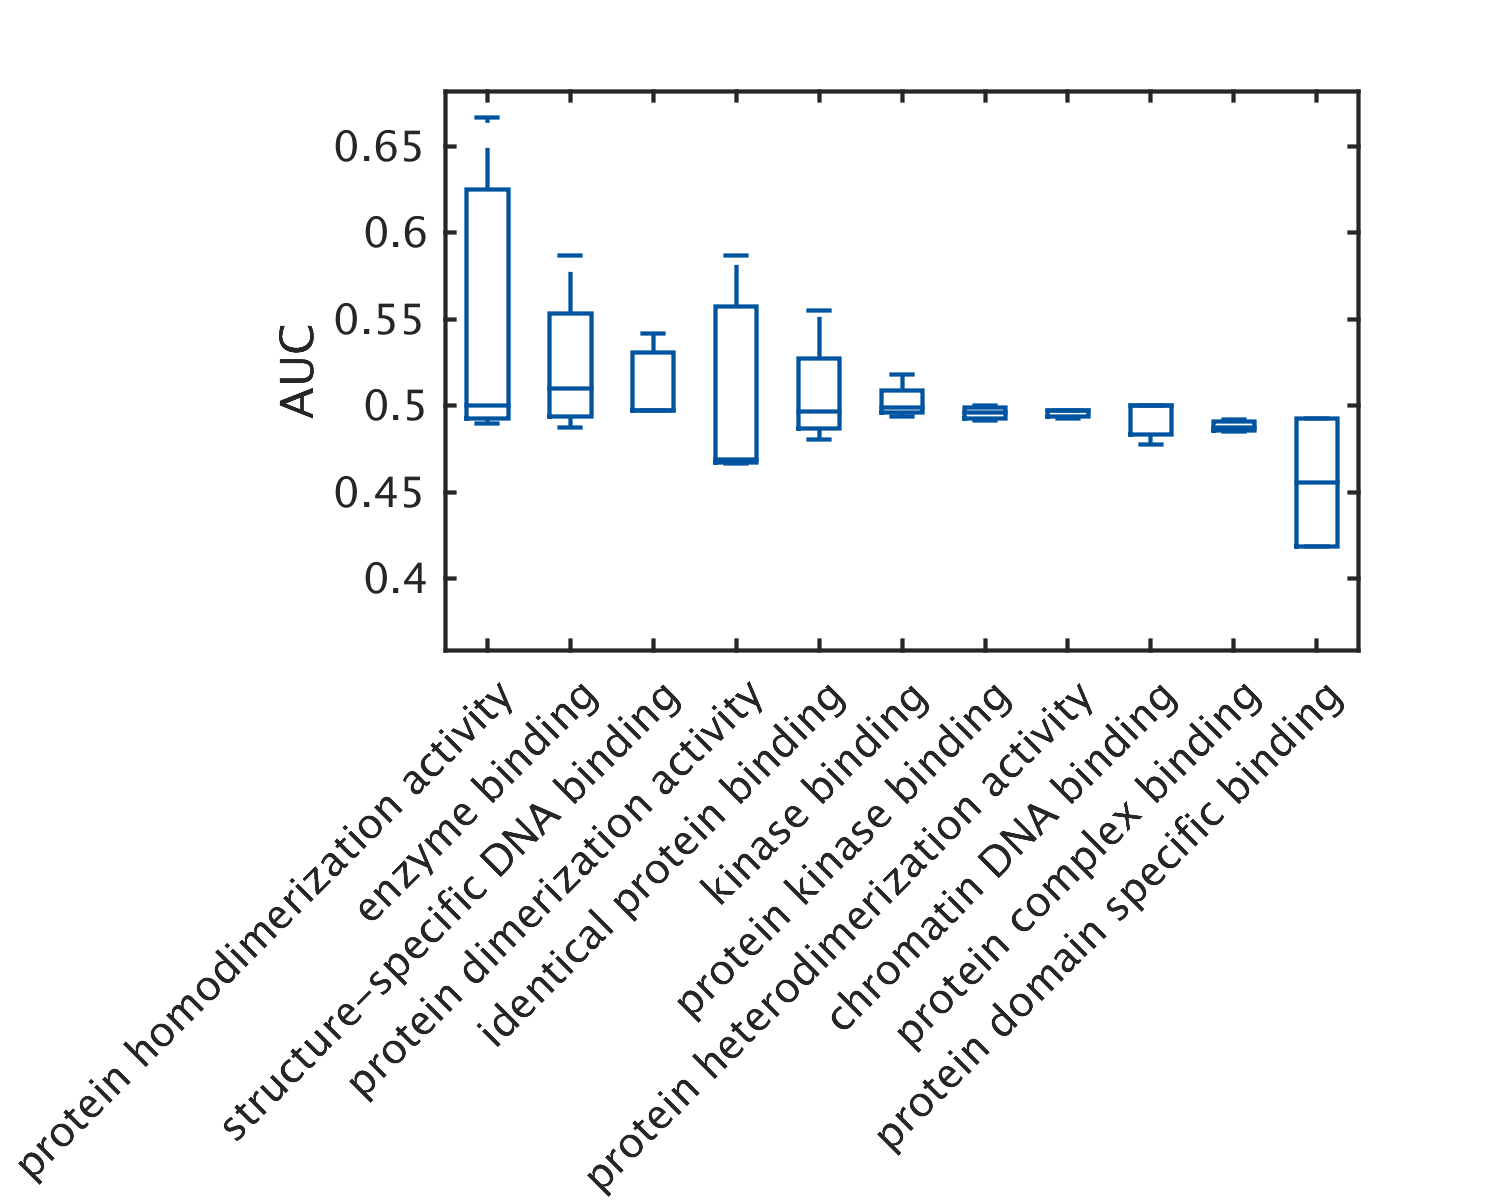 0.65
0.6
0.55
0.5
0.45
0.4
AUC
protein homodimerization activity
enzyme binding
structure-specific DNA binding
protein dimerization activity
identical protein binding
kinase binding
protein kinase binding
protein heterodimerization activity
chromatin DNA binding
protein complex binding
protein domain specific binding